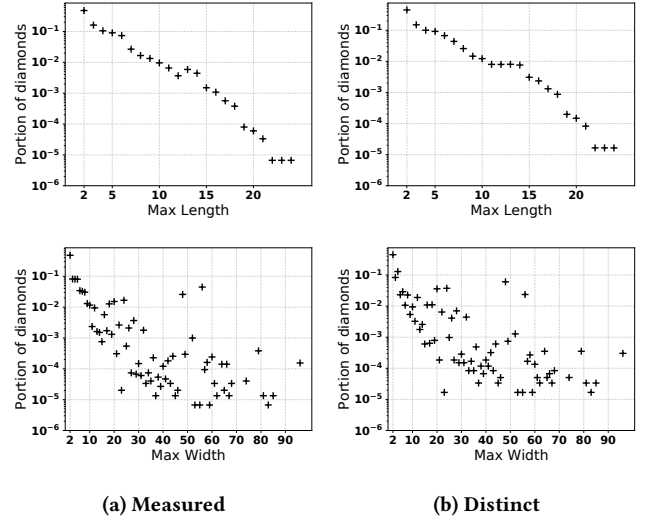 Portion of diamonds
10⁻¹
10⁻²
10⁻³
10⁻⁴
10⁻⁵
10⁻⁶
2 5 10 15 20
Max Length
Portion of diamonds
10⁻¹
10⁻²
10⁻³
10⁻⁴
10⁻⁵
10⁻⁶
2 5 10 15 20
Max Length
Portion of diamonds
10⁻¹
10⁻²
10⁻³
10⁻⁴
10⁻⁵
10⁻⁶
2 10 20 30 40 50 60 70 80 90
Max Width
Portion of diamonds
10⁻¹
10⁻²
10⁻³
10⁻⁴
10⁻⁵
10⁻⁶
2 10 20 30 40 50 60 70 80 90
Max Width
(a) Measured
(b) Distinct